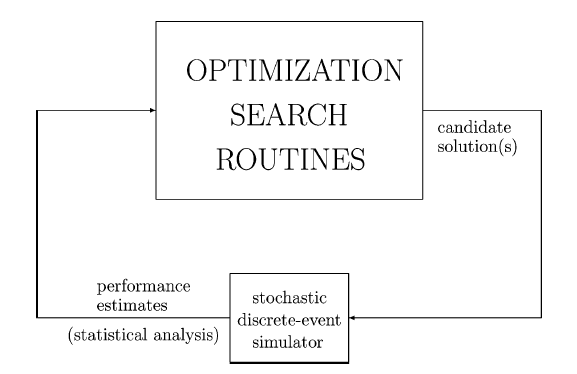 OPTIMIZATION
SEARCH
ROUTINES
candidate
solution(s)
performance
estimates
(statistical analysis)
stochastic
discrete-event
simulator